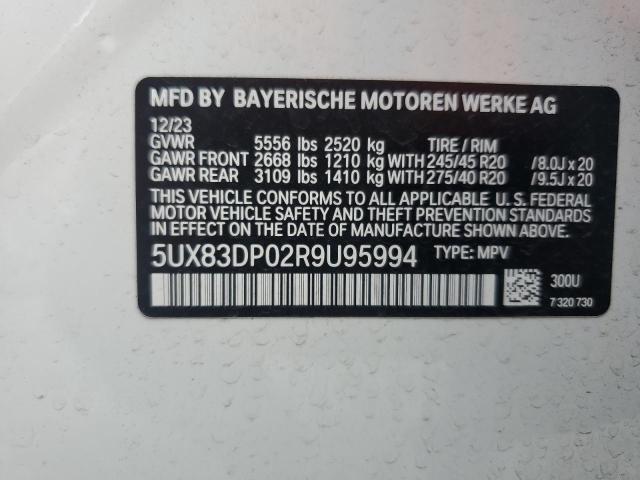 MFD BY BAYERISCHE MOTOREN WERKE AG
12/23
GVWR 5556 lbs 2520 kg TIRE / RIM
GAWR FRONT 2668 lbs 1210 kg WITH 245/45 R20 /8.0J x 20
GAWR REAR 3109 lbs 1410 kg WITH 275/40 R20 /9.5J x 20
THIS VEHICLE CONFORMS TO ALL APPLICABLE U. S. FEDERAL
MOTOR VEHICLE SAFETY AND THEFT PREVENTION STANDARDS
IN EFFECT ON THE DATE OF MANUFACTURE SHOWN ABOVE.
5UX83DP02R9U95994 TYPE: MPV
300U
7 320 730